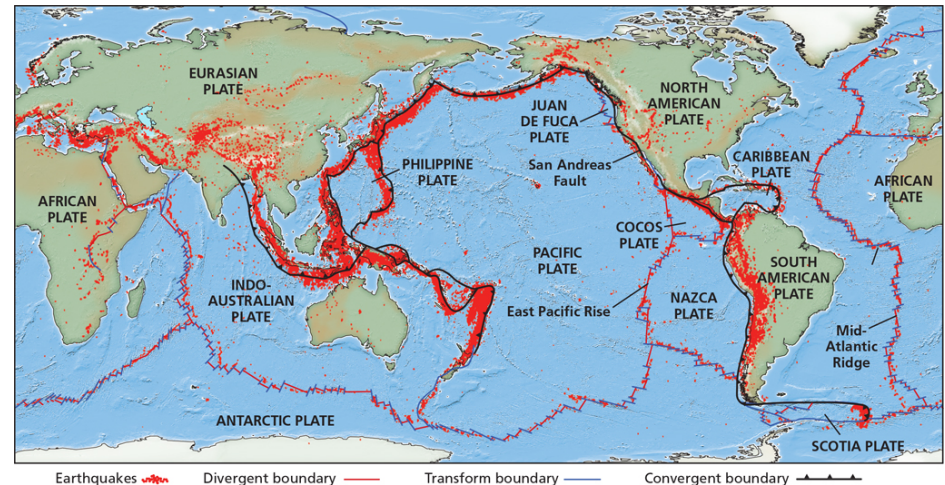 EURASIAN
PLATE
NORTH
AMERICAN
PLATE
JUAN
DE FUCA
PLATE
San Andreas
Fault
PHILIPPINE
PLATE
CARIBBEAN
PLATE
AFRICAN
PLATE
AFRICAN
PLATE
COCOS
PLATE
PACIFIC
PLATE
SOUTH
AMERICAN
PLATE
INDO-
AUSTRALIAN
PLATE
East Pacific Rise
NAZCA
PLATE
Mid-
Atlantic
Ridge
ANTARCTIC PLATE
SCOTIA PLATE
Earthquakes Divergent boundary Transform boundary Convergent boundary